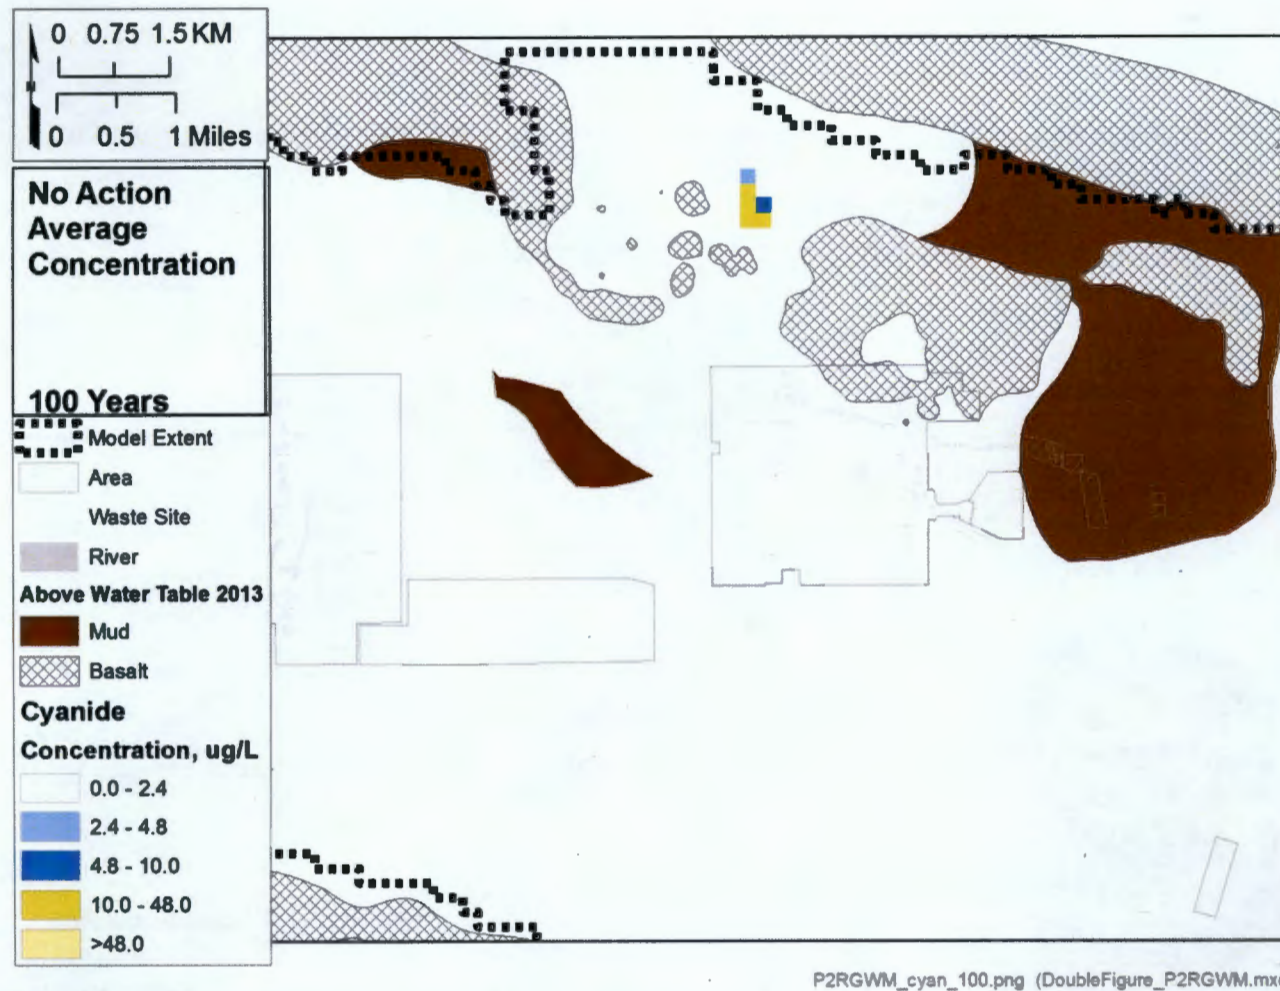 0 0.75 1.5 KM
0 0.5 1 Miles
No Action
Average
Concentration
100 Years
Model Extent
Area
Waste Site
River
Above Water Table 2013
Mud
Basalt
Cyanide
Concentration, ug/L
0.0 - 2.4
2.4 - 4.8
4.8 - 10.0
10.0 - 48.0
>48.0
P2RGWM_cyan_100.png (DoubleFigure_P2RGWM.mx